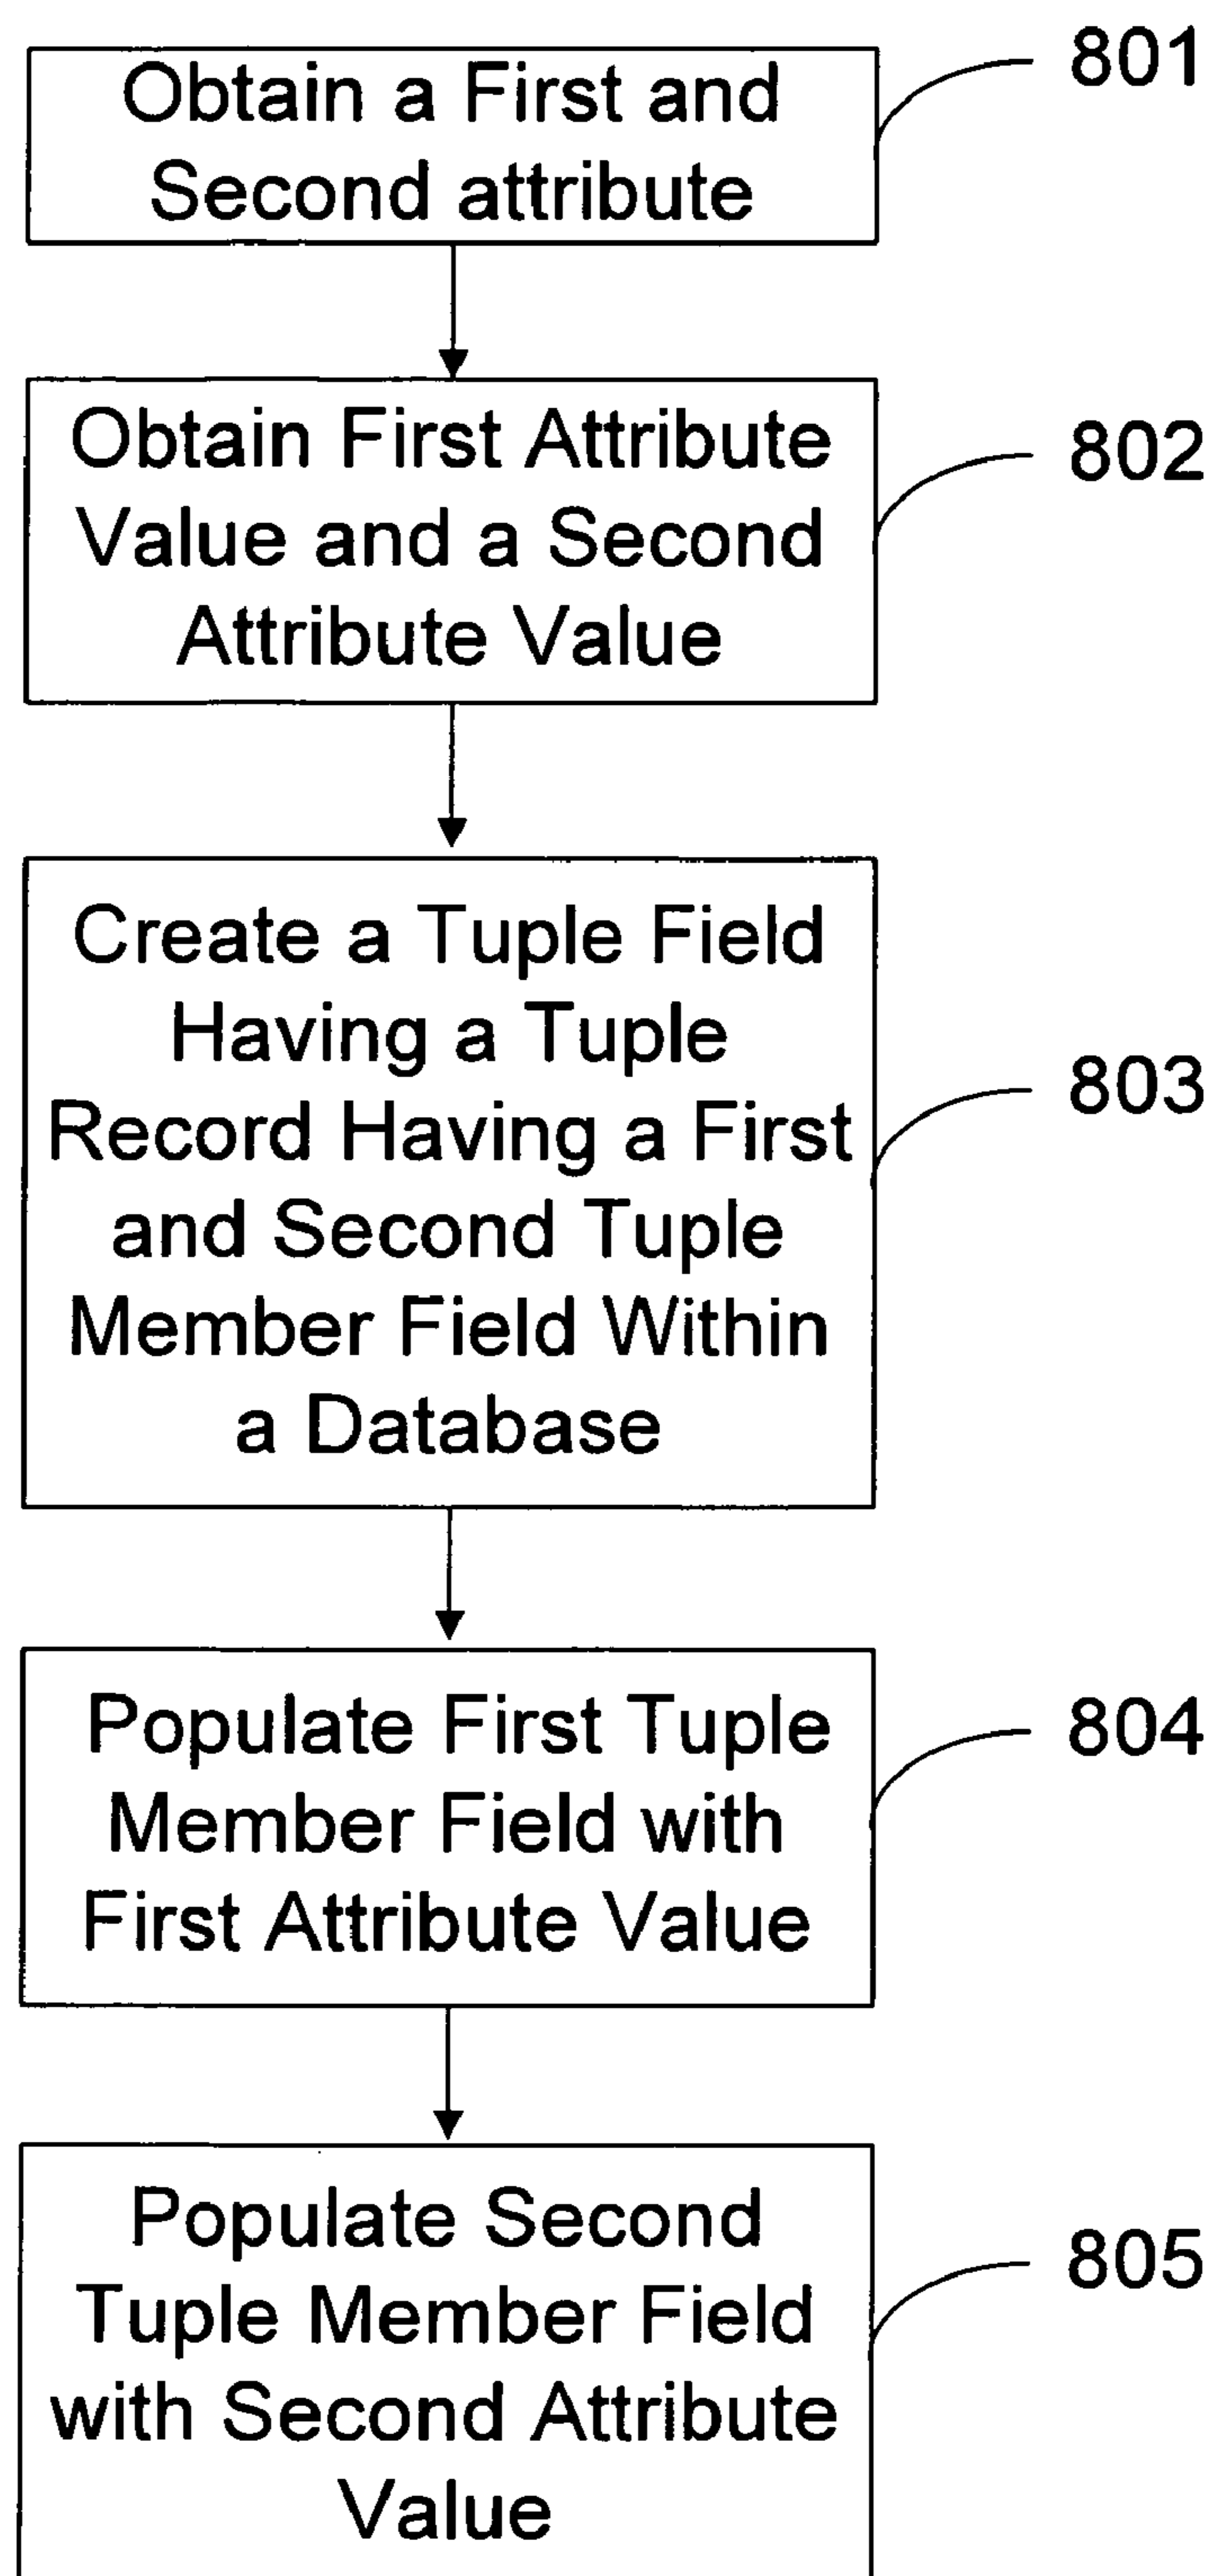 Obtain a First and
Second attribute
801
Obtain First Attribute
Value and a Second
Attribute Value
802
Create a Tuple Field
Having a Tuple
Record Having a First
and Second Tuple
Member Field Within
a Database
803
Populate First Tuple
Member Field with
First Attribute Value
804
Populate Second
Tuple Member Field
with Second Attribute
Value
805